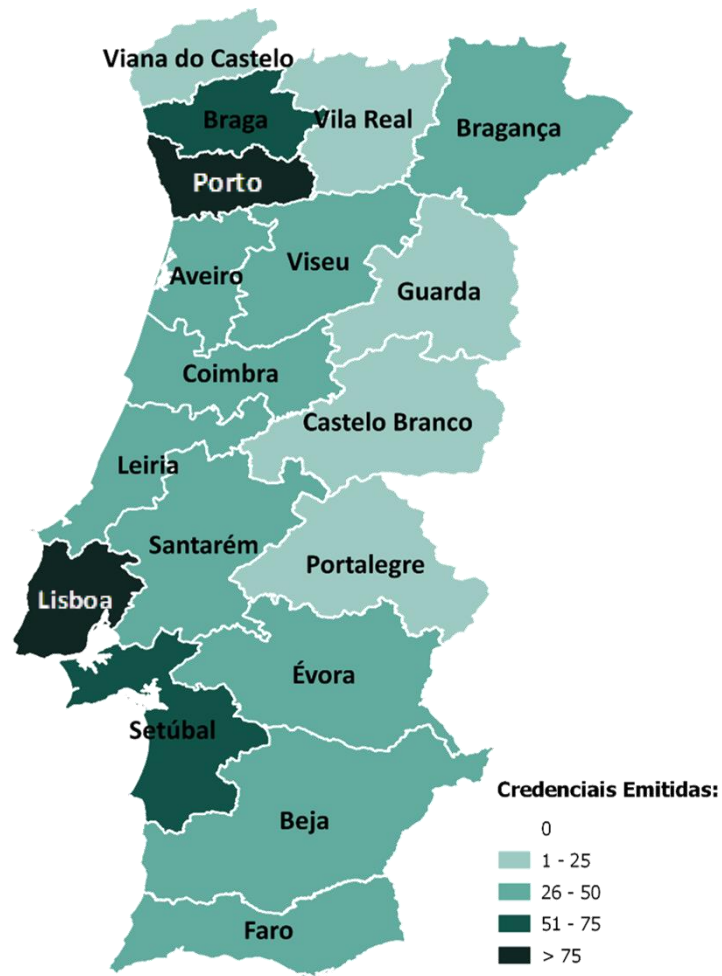 Viana do Castelo
Braga
Vila Real
Bragança
Porto
Aveiro
Viseu
Guarda
Coimbra
Castelo Branco
Leiria
Santarém
Portalegre
Lisboa
Évora
Setúbal
Beja
Faro
Credenciais Emitidas:
0
1 - 25
26 - 50
51 - 75
> 75